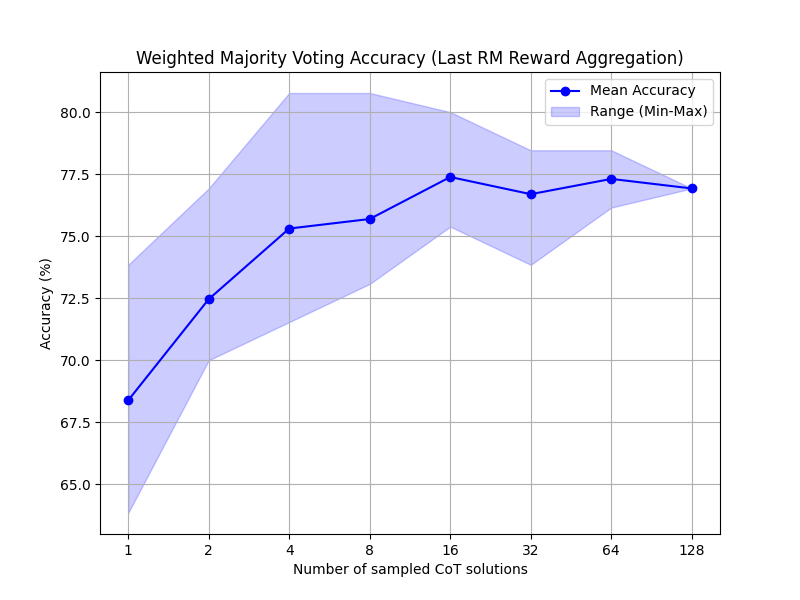 Weighted Majority Voting Accuracy (Last RM Reward Aggregation)
Mean Accuracy
Range (Min-Max)
Accuracy (%)
80.0
77.5
75.0
72.5
70.0
67.5
65.0
1 2 4 8 16 32 64 128
Number of sampled CoT solutions